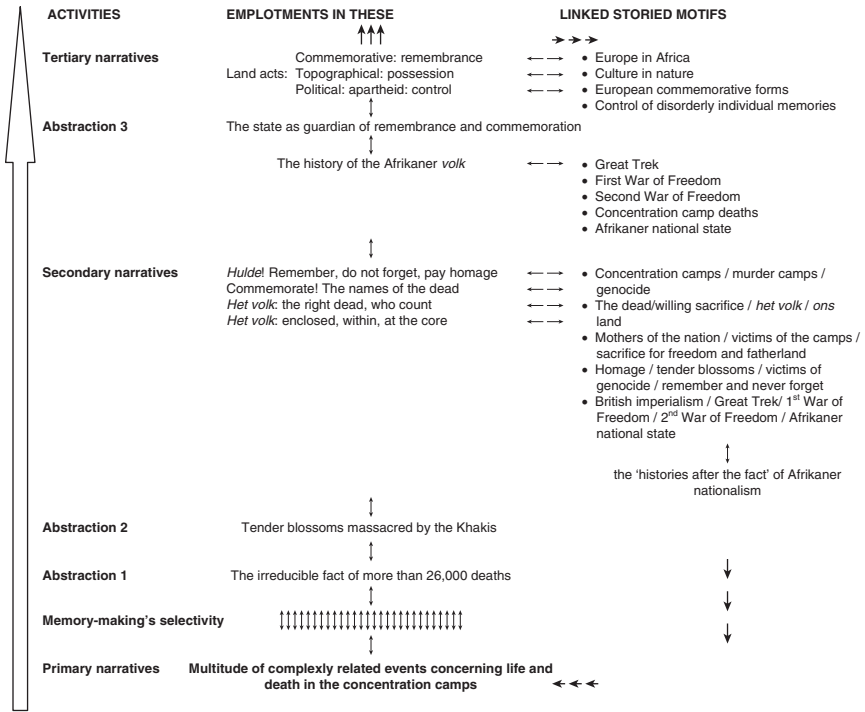 ACTIVITIES EMPLOTMENTS IN THESE LINKED STORIED MOTIFS
Tertiary narratives Commemorative: remembrance • Europe in Africa
Land acts: Topographical: possession • Culture in nature
Political: apartheid: control • European commemorative forms
• Control of disorderly individual memories
Abstraction 3 The state as guardian of remembrance and commemoration
The history of the Afrikaner volk • Great Trek
• First War of Freedom
• Second War of Freedom
• Concentration camp deaths
• Afrikaner national state
Secondary narratives Hulde! Remember, do not forget, pay homage • Concentration camps / murder camps /
Commemorate! The names of the dead genocide
Het volk: the right dead, who count • The dead/willing sacrifice / het volk / ons
Het volk: enclosed, within, at the core land
• Mothers of the nation / victims of the camps /
sacrifice for freedom and fatherland
• Homage / tender blossoms / victims of
genocide / remember and never forget
• British imperialism / Great Trek/ 1st War of
Freedom / 2nd War of Freedom / Afrikaner
national state
the ‘histories after the fact’ of Afrikaner
nationalism
Abstraction 2 Tender blossoms massacred by the Khakis
Abstraction 1 The irreducible fact of more than 26,000 deaths
Memory-making's selectivity
Primary narratives Multitude of complexly related events concerning life and
death in the concentration camps